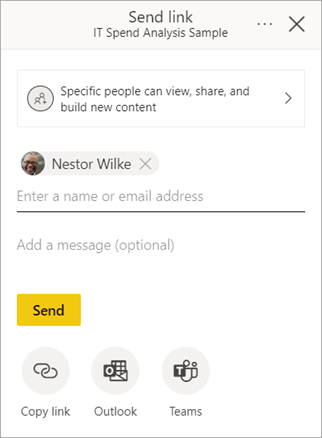 Send link
IT Spend Analysis Sample
Specific people can view, share, and
build new content
Nestor Wilke
Enter a name or email address
Add a message (optional)
Send
Copy link
Outlook
Teams